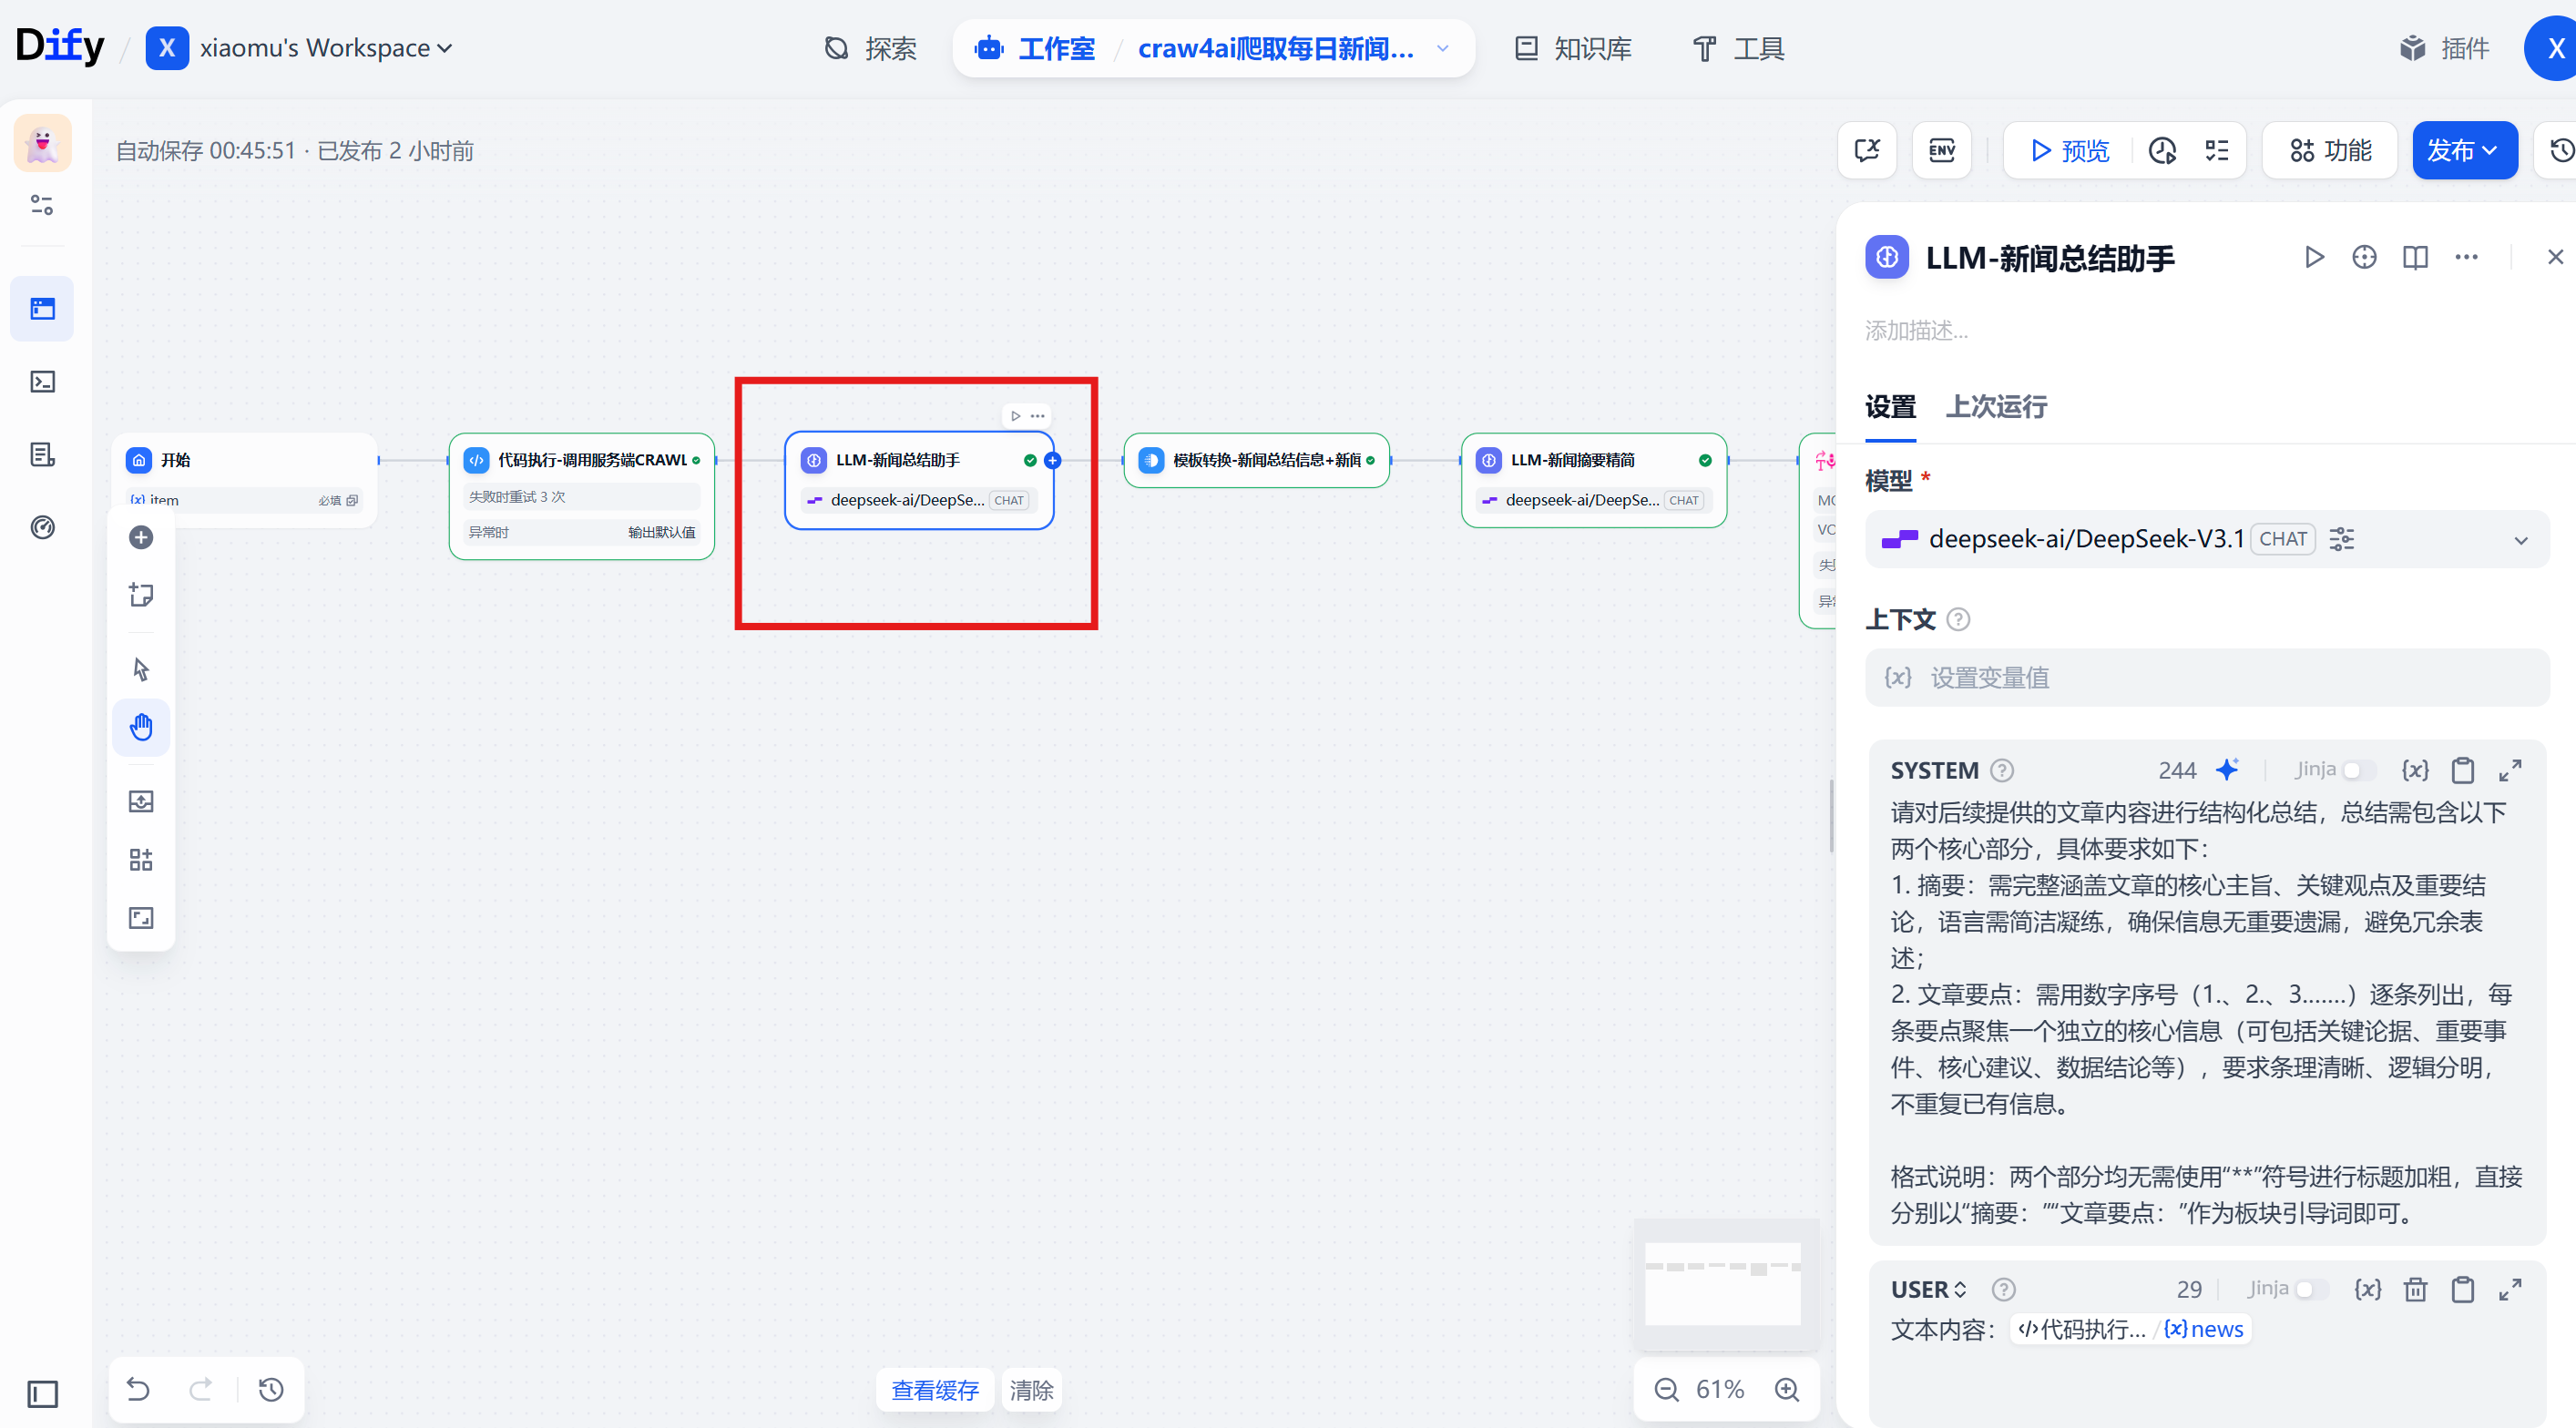 Dify / X xiaomu's Workspace
探索
工作室 / craw4ai爬取每日新闻...
知识库
工具
插件
X
自动保存 00:45:51 · 已发布 2 小时前
ENV
预览
功能
发布
开始
{x} item 必填
代码执行-调用服务端CRAWL
失败时重试 3 次
异常时 输出默认值
LLM-新闻总结助手
deepseek-ai/DeepSe... CHAT
模板转换-新闻总结信息+新闻
LLM-新闻摘要精简
deepseek-ai/DeepSe... CHAT
MO
VO
LLM-新闻总结助手
添加描述...
设置 上次运行
模型 *
deepseek-ai/DeepSeek-V3.1 CHAT
上下文
{x} 设置变量值
SYSTEM 244 Jinja {x}
请对后续提供的文章内容进行结构化总结，总结需包含以下
两个核心部分，具体要求如下：
1. 摘要：需完整涵盖文章的核心主旨、关键观点及重要结
论，语言需简洁凝练，确保信息无重要遗漏，避免冗余表
述；
2. 文章要点：需用数字序号（1.、2.、3.……）逐条列出，每
条要点聚焦一个独立的核心信息（可包括关键论据、重要事
件、核心建议、数据结论等），要求条理清晰、逻辑分明，
不重复已有信息。
格式说明：两个部分均无需使用“**”符号进行标题加粗，直接
分别以“摘要：”“文章要点：”作为板块引导词即可。
USER 29 Jinja {x}
文本内容： 代码执行... / {x} news
查看缓存 清除
61%